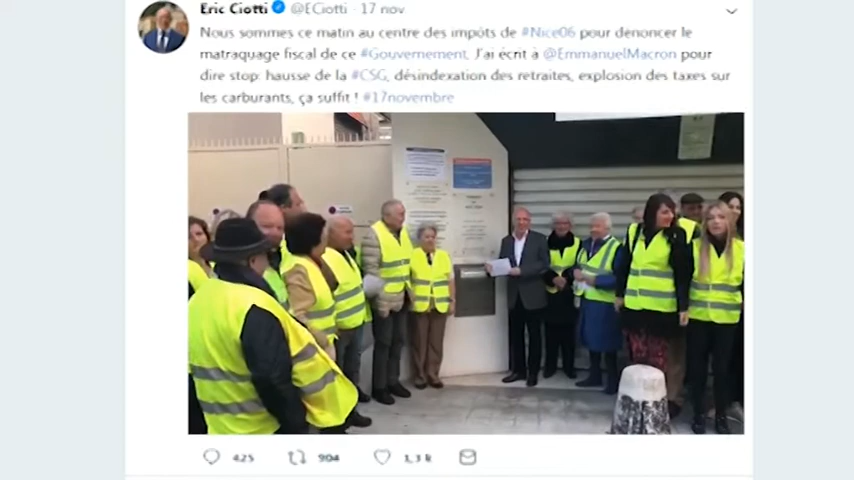 Eric Ciotti @ECiotti · 17 nov
Nous sommes ce matin au centre des impôts de #Nice06 pour dénoncer le
matraquage fiscal de ce #Gouvernement. J'ai écrit à @EmmanuelMacron pour
dire stop: hausse de la #CSG, désindexation des retraites, explosion des taxes sur
les carburants, ça suffit ! #17novembre
425 904 1,3 k